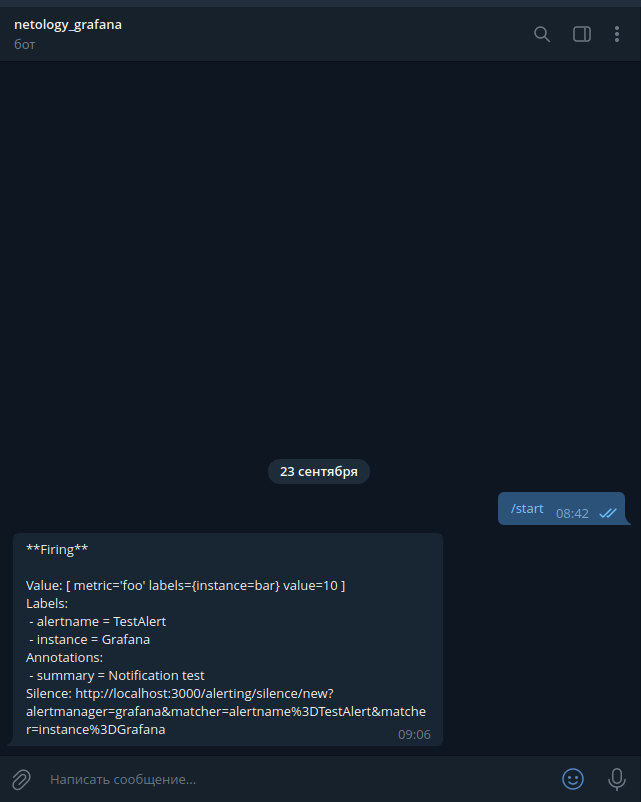 netology_grafana
бот
23 сентября
/start 08:42
**Firing**
Value: [ metric='foo' labels={instance=bar} value=10 ]
Labels:
- alertname = TestAlert
- instance = Grafana
Annotations:
- summary = Notification test
Silence: http://localhost:3000/alerting/silence/new?
alertmanager=grafana&matcher=alertname%3DTestAlert&matche
r=instance%3DGrafana
09:06
Написать сообщение...